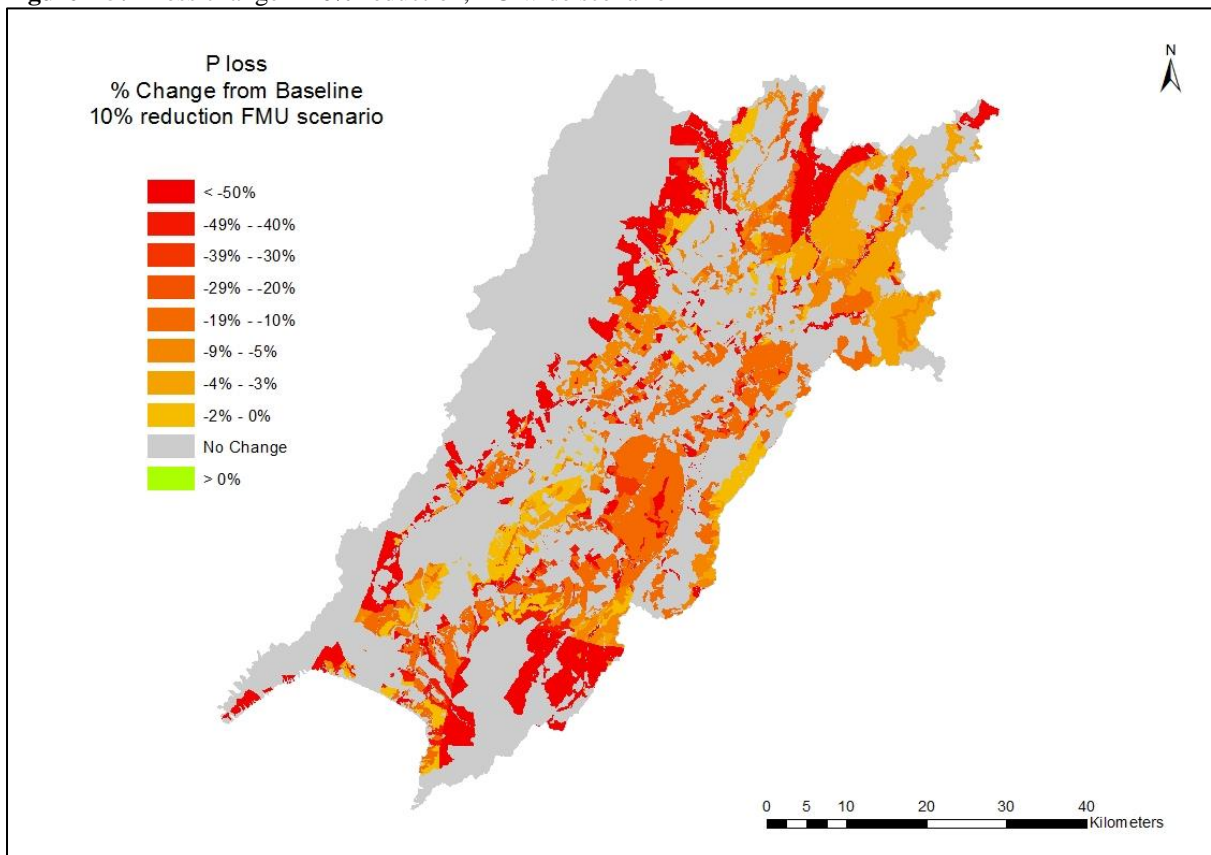 P loss
% Change from Baseline
10% reduction FMU scenario
< -50%
-49% - -40%
-39% - -30%
-29% - -20%
-19% - -10%
-9% - -5%
-4% - -3%
-2% - 0%
No Change
> 0%
N
0 5 10 20 30 40
Kilometers